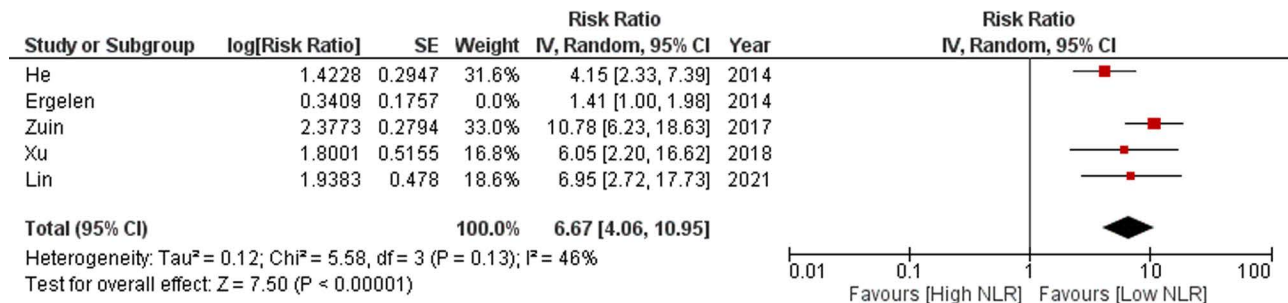 Risk Ratio Risk Ratio
Study or Subgroup log[Risk Ratio] SE Weight IV, Random, 95% CI Year IV, Random, 95% CI
He 1.4228 0.2947 31.6% 4.15 [2.33, 7.39] 2014
Ergelen 0.3409 0.1757 0.0% 1.41 [1.00, 1.98] 2014
Zuin 2.3773 0.2794 33.0% 10.78 [6.23, 18.63] 2017
Xu 1.8001 0.5155 16.8% 6.05 [2.20, 16.62] 2018
Lin 1.9383 0.478 18.6% 6.95 [2.72, 17.73] 2021
Total (95% CI) 100.0% 6.67 [4.06, 10.95]
Heterogeneity: Tau² = 0.12; Chi² = 5.58, df = 3 (P = 0.13); I² = 46%
Test for overall effect: Z = 7.50 (P < 0.00001)
0.01 0.1 1 10 100
Favours [High NLR] Favours [Low NLR]